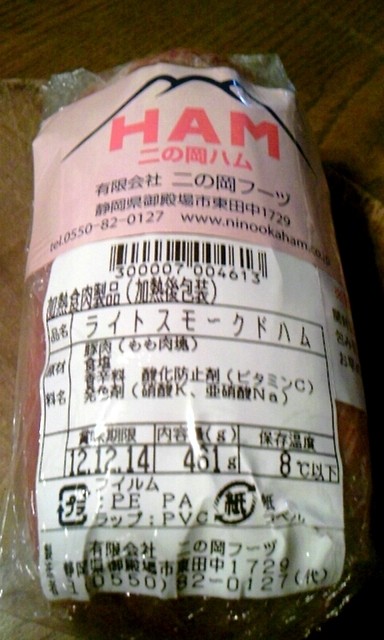 HAM
二の岡ハム
有限会社 二の岡フーヅ
静岡県御殿場市東田中1729
tel.0550-82-0127 www.ninookaham.co.jp
300007 004613
加熱食肉製品(加熱後包装)
品名 ライトスモークドハム
原材料名 豚肉(もも肉塊)
食塩
香辛料 酸化防止剤(ビタミンC)
発色剤(硝酸K、亜硝酸Na)
賞味期限 内容量(g) 保存温度
12.12.14 461g 8℃以下
プラ フィルム
:PE PA 紙 紙
ラップ:PVC ラベル
有限会社 二の岡フーヅ
静岡県御殿場市東田中1729
(0550)82-0127(代)